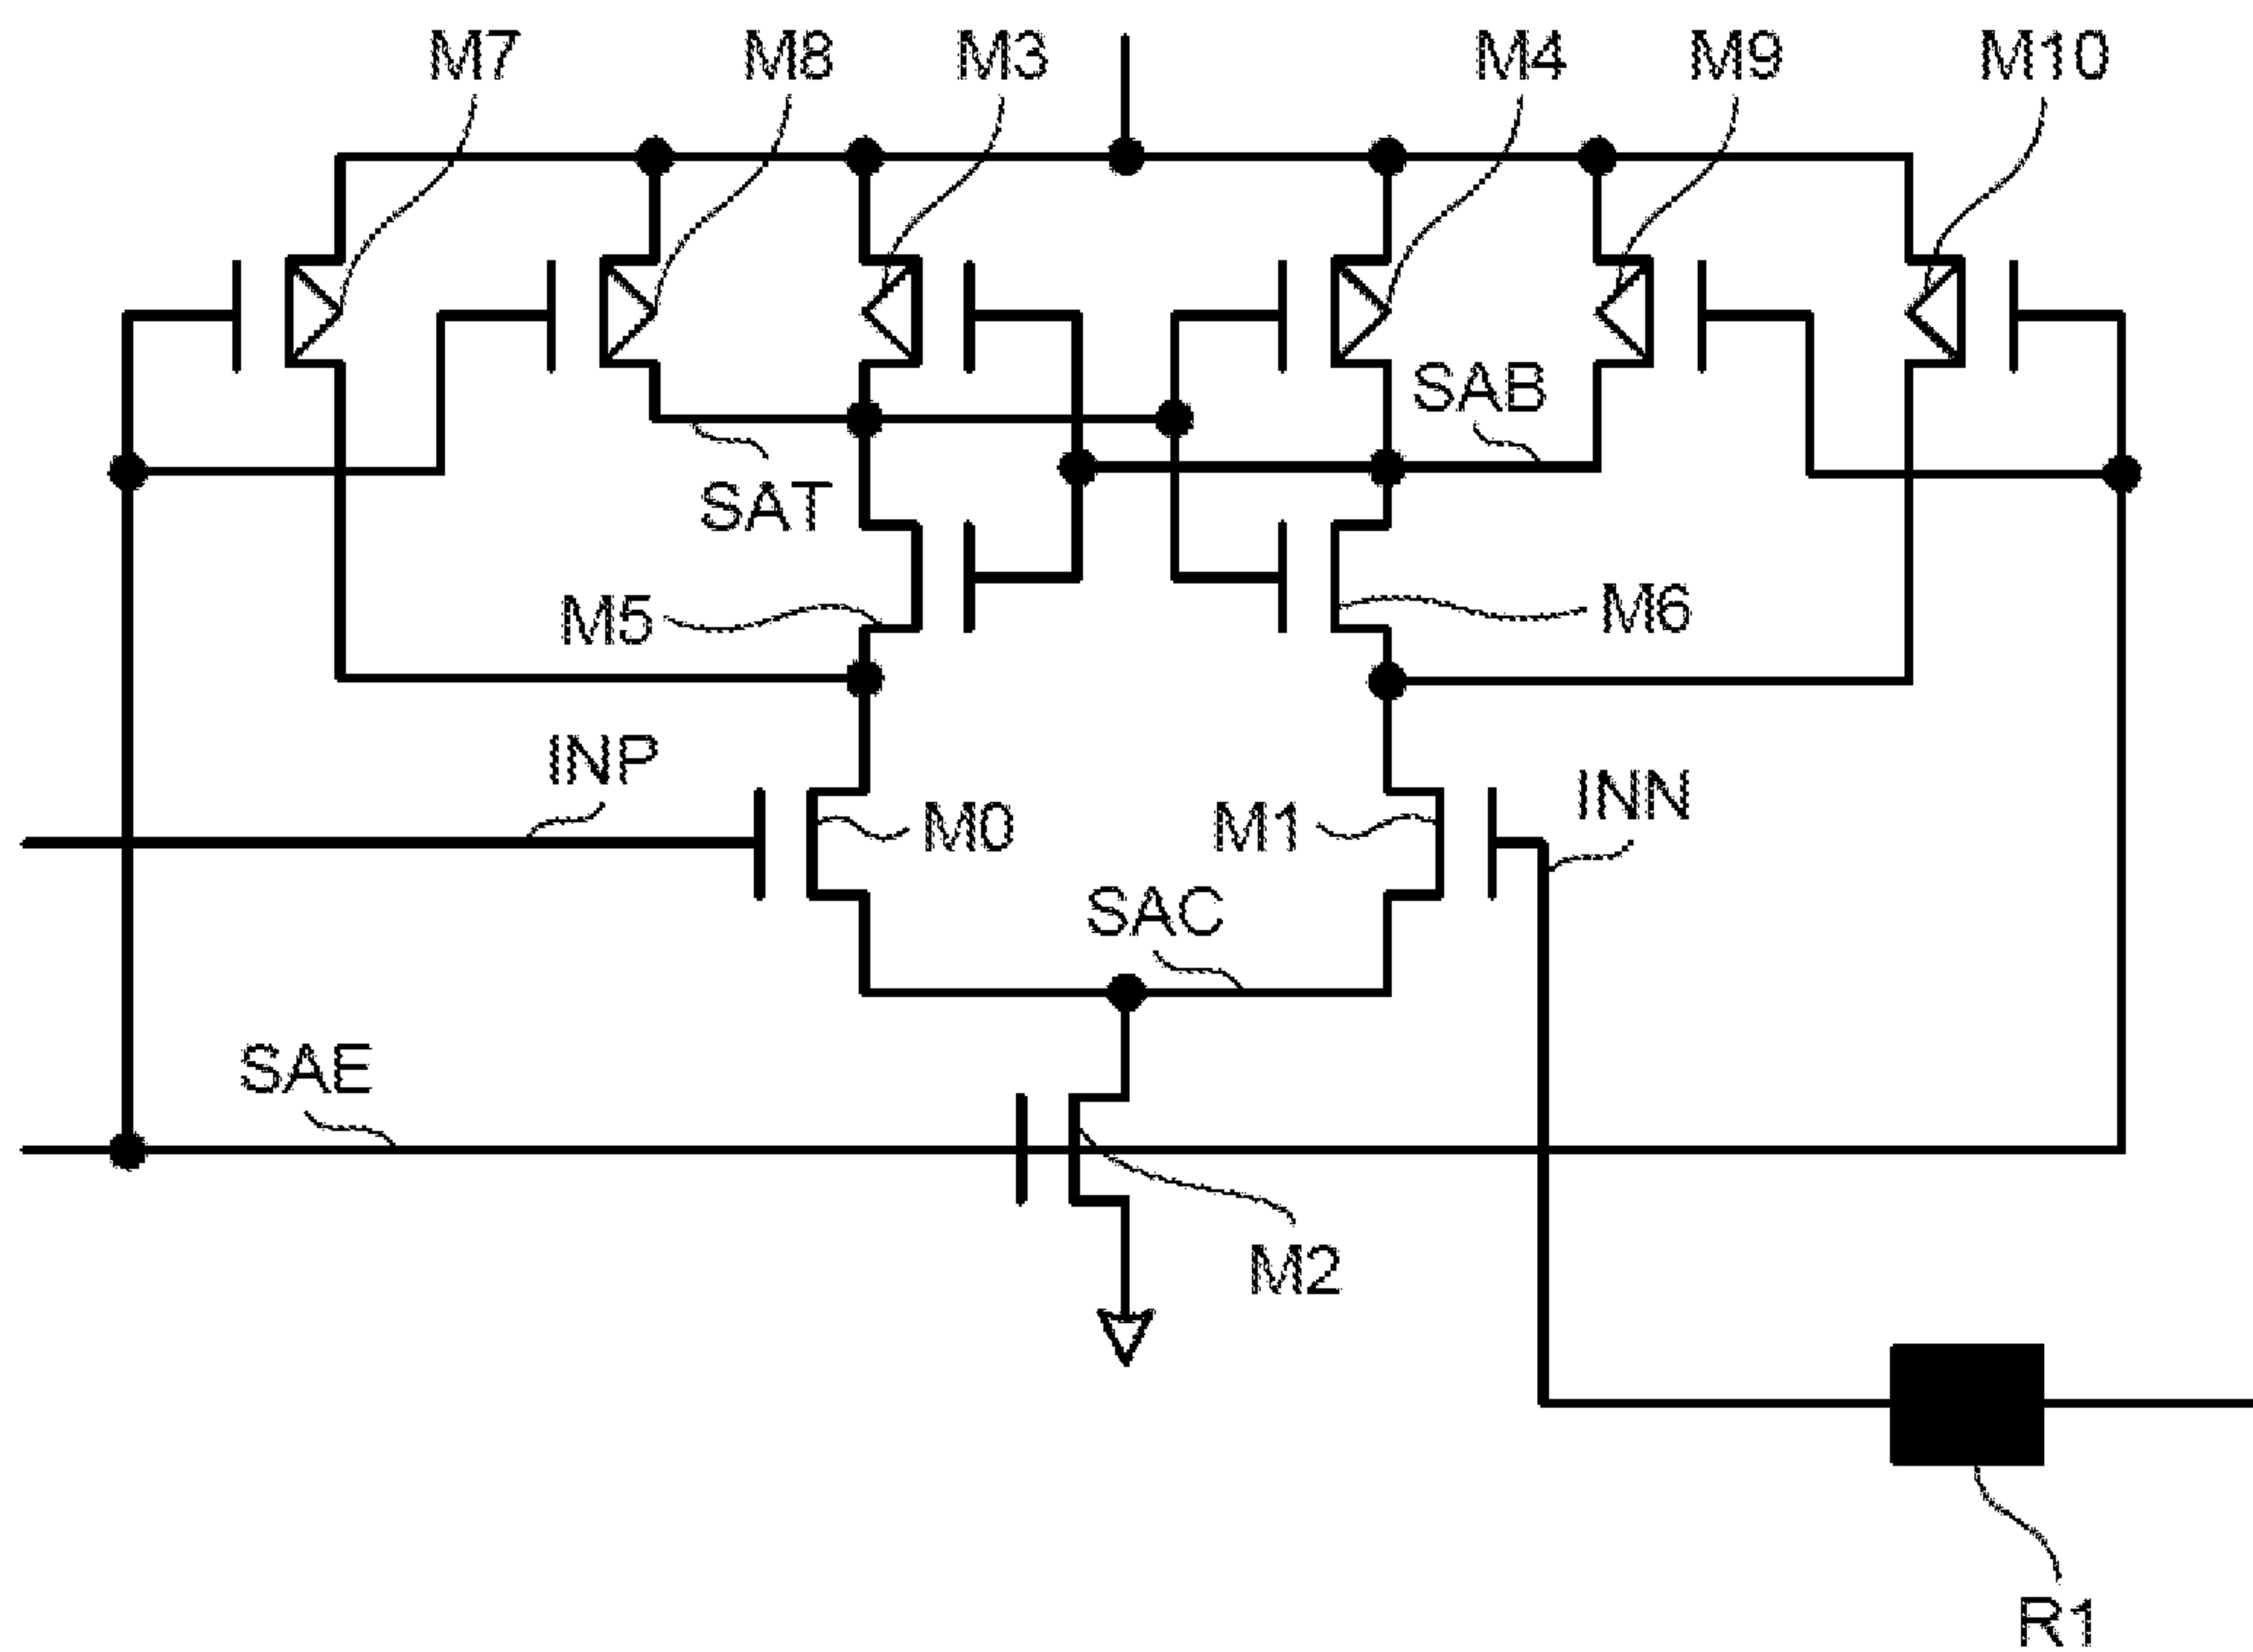 M7 M8 M3 M4 M9 M10
SAB
SAT
M5 M6
INP INN
M0 M1
SAC
SAE
M2
R1